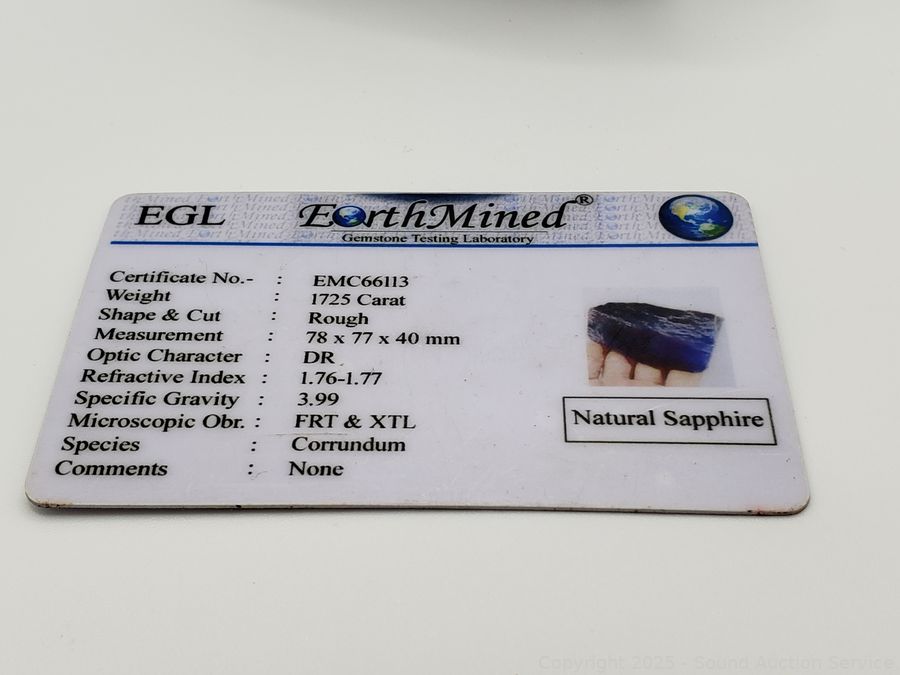 EGL
EarthMined®
Gemstone Testing Laboratory
Certificate No.- : EMC66113
Weight : 1725 Carat
Shape & Cut : Rough
Measurement : 78 x 77 x 40 mm
Optic Character : DR
Refractive Index : 1.76-1.77
Specific Gravity : 3.99
Microscopic Obr. : FRT & XTL
Species : Corrundum
Comments : None
Natural Sapphire
Copyright 2025 - Sound Auction Service